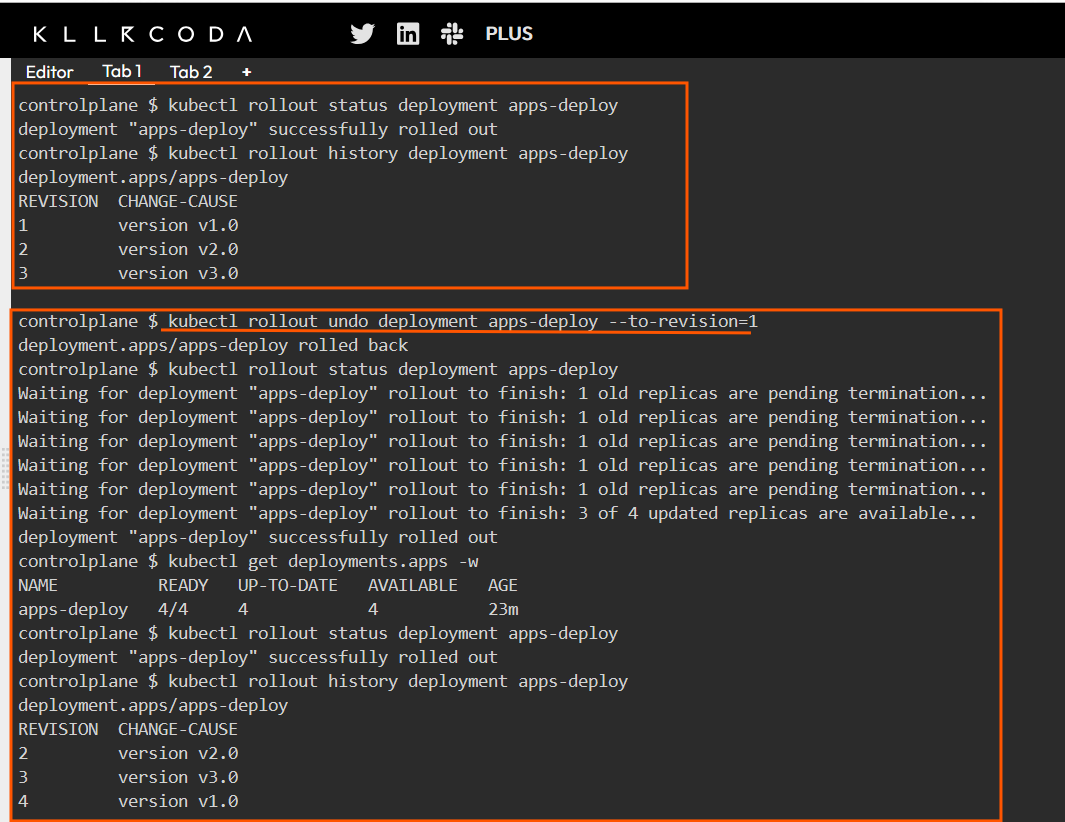 KLLRCODA PLUS
Editor Tab 1 Tab 2 +
controlplane $ kubectl rollout status deployment apps-deploy
deployment "apps-deploy" successfully rolled out
controlplane $ kubectl rollout history deployment apps-deploy
deployment.apps/apps-deploy
REVISION  CHANGE-CAUSE
1         version v1.0
2         version v2.0
3         version v3.0
controlplane $ kubectl rollout undo deployment apps-deploy --to-revision=1
deployment.apps/apps-deploy rolled back
controlplane $ kubectl rollout status deployment apps-deploy
Waiting for deployment "apps-deploy" rollout to finish: 1 old replicas are pending termination...
Waiting for deployment "apps-deploy" rollout to finish: 1 old replicas are pending termination...
Waiting for deployment "apps-deploy" rollout to finish: 1 old replicas are pending termination...
Waiting for deployment "apps-deploy" rollout to finish: 1 old replicas are pending termination...
Waiting for deployment "apps-deploy" rollout to finish: 1 old replicas are pending termination...
Waiting for deployment "apps-deploy" rollout to finish: 3 of 4 updated replicas are available...
deployment "apps-deploy" successfully rolled out
controlplane $ kubectl get deployments.apps -w
NAME          READY   UP-TO-DATE   AVAILABLE   AGE
apps-deploy   4/4     4            4           23m
controlplane $ kubectl rollout status deployment apps-deploy
deployment "apps-deploy" successfully rolled out
controlplane $ kubectl rollout history deployment apps-deploy
deployment.apps/apps-deploy
REVISION  CHANGE-CAUSE
2         version v2.0
3         version v3.0
4         version v1.0